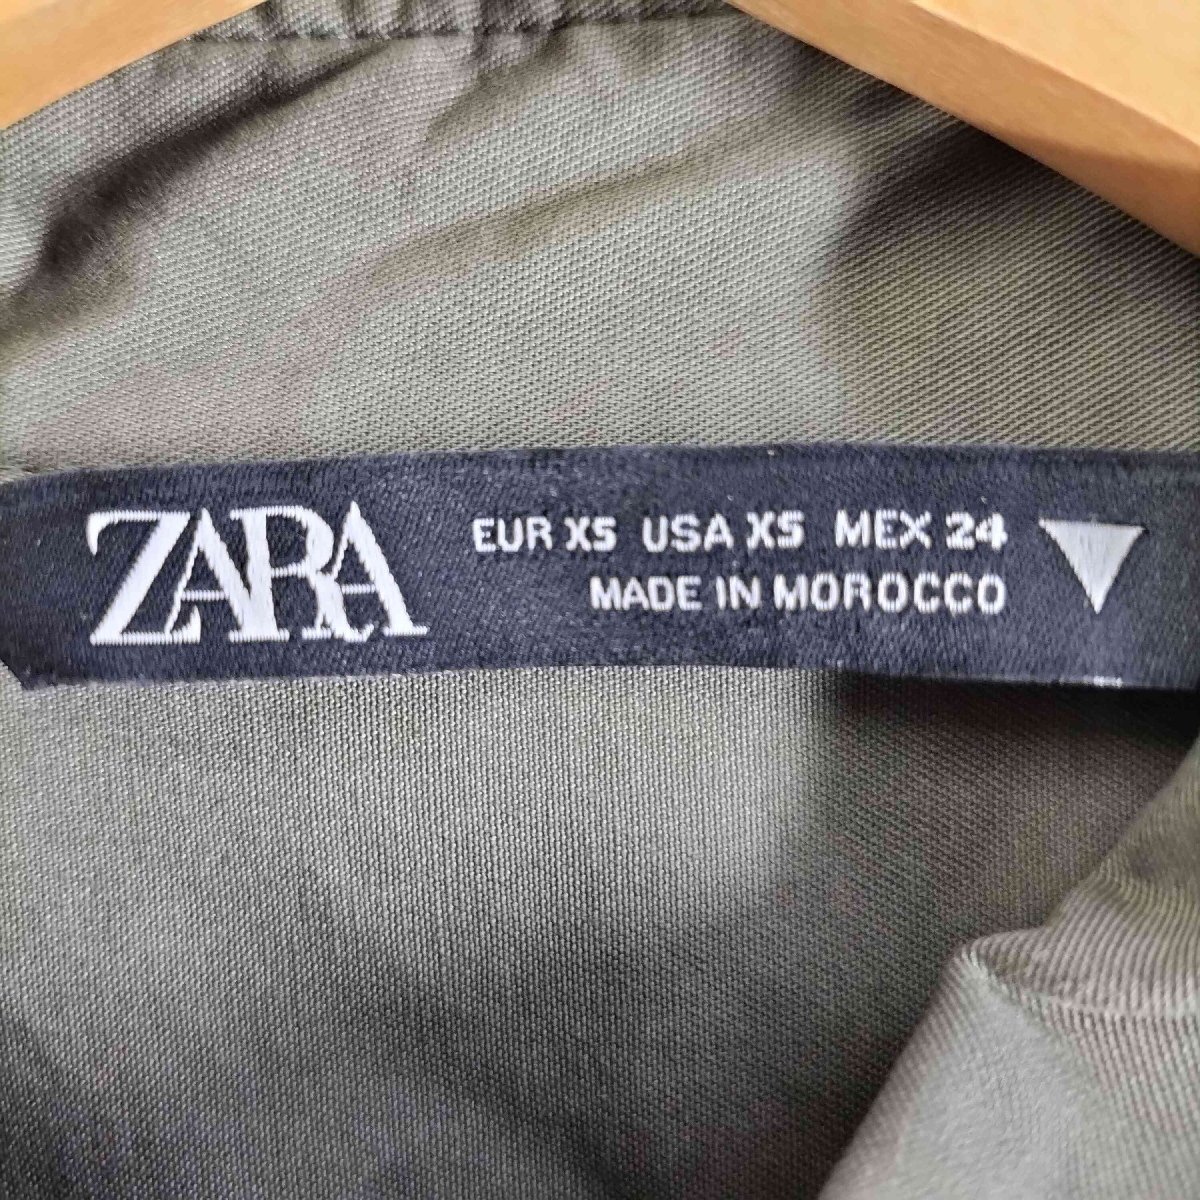 ZARA
EUR XS USA XS MEX 24
MADE IN MOROCCO